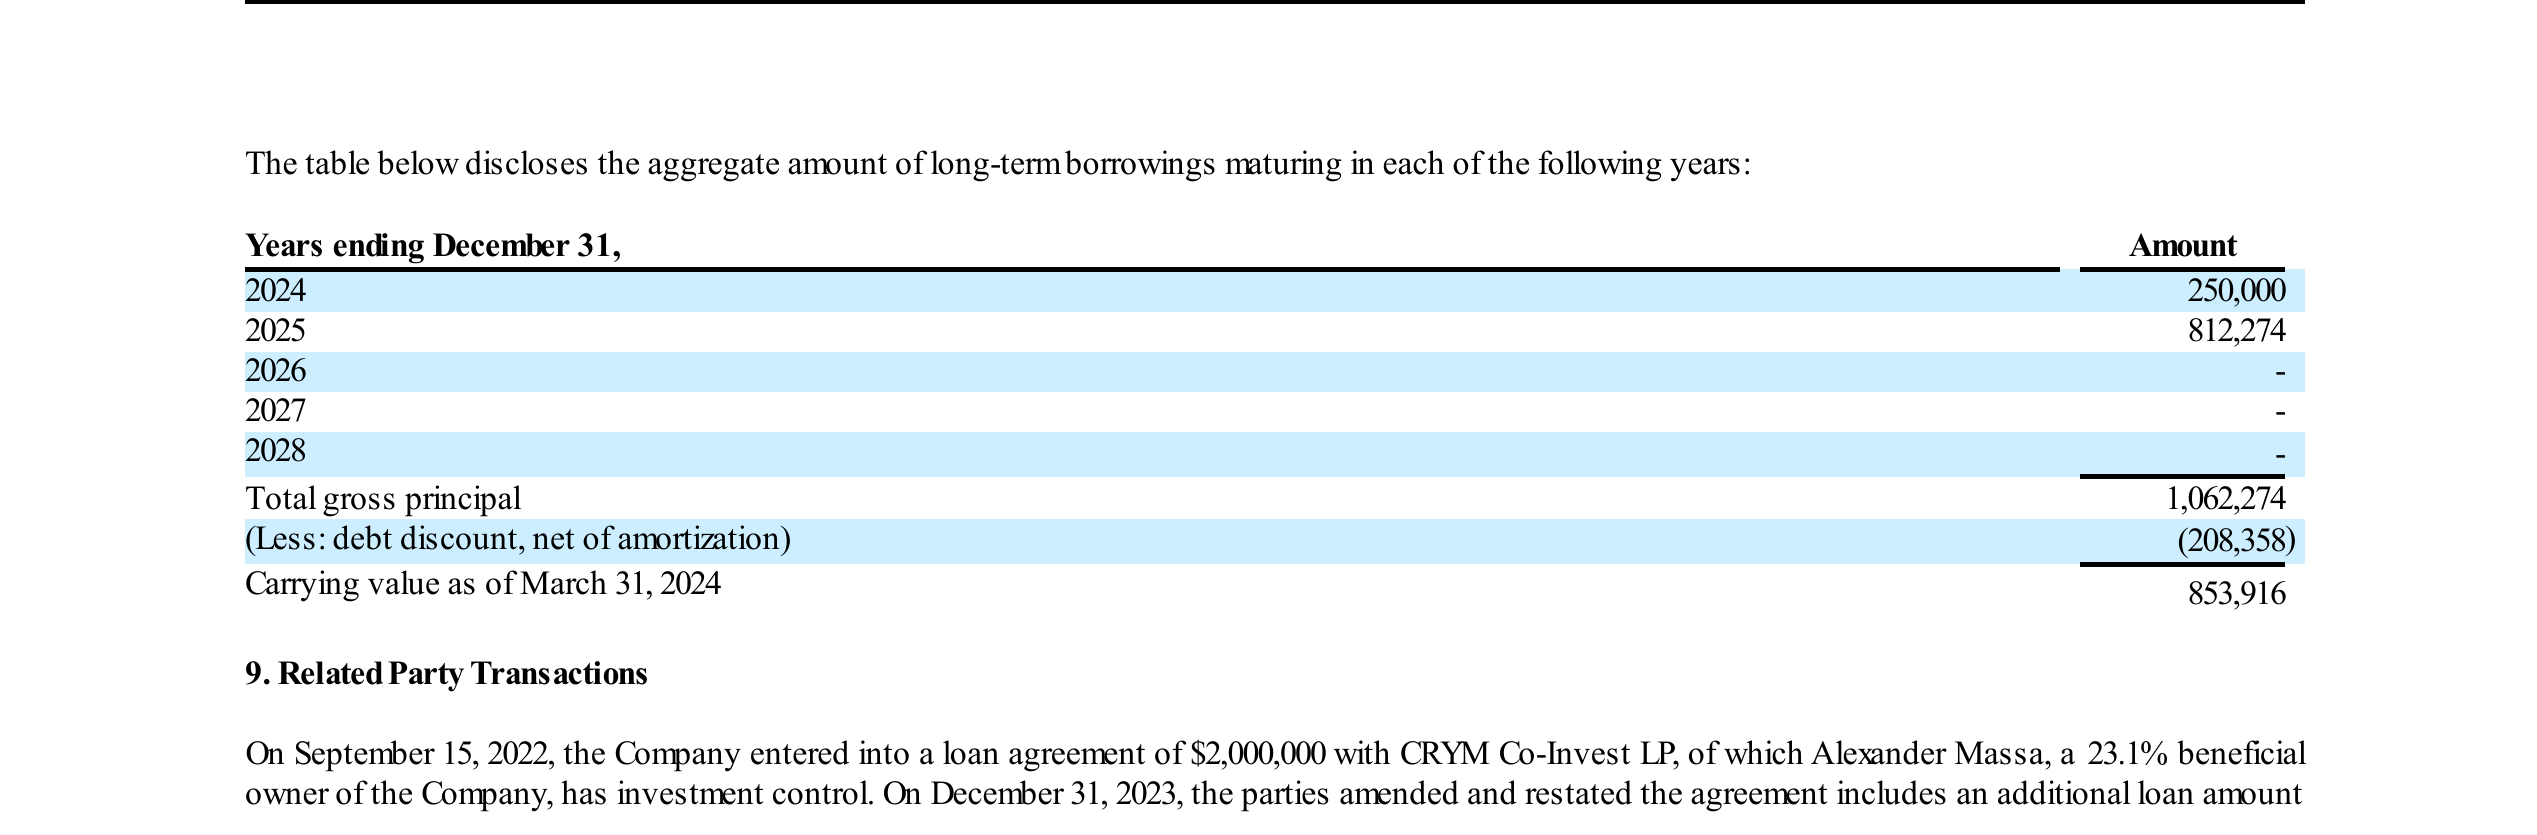 The table below discloses the aggregate amount of long-term borrowings maturing in each of the following years:
Years ending December 31, Amount
2024 250,000
2025 812,274
2026 -
2027 -
2028 -
Total gross principal 1,062,274
(Less: debt discount, net of amortization) (208,358)
Carrying value as of March 31, 2024 853,916
9. Related Party Transactions
On September 15, 2022, the Company entered into a loan agreement of $2,000,000 with CRYM Co-Invest LP, of which Alexander Massa, a 23.1% beneficial
owner of the Company, has investment control. On December 31, 2023, the parties amended and restated the agreement includes an additional loan amount